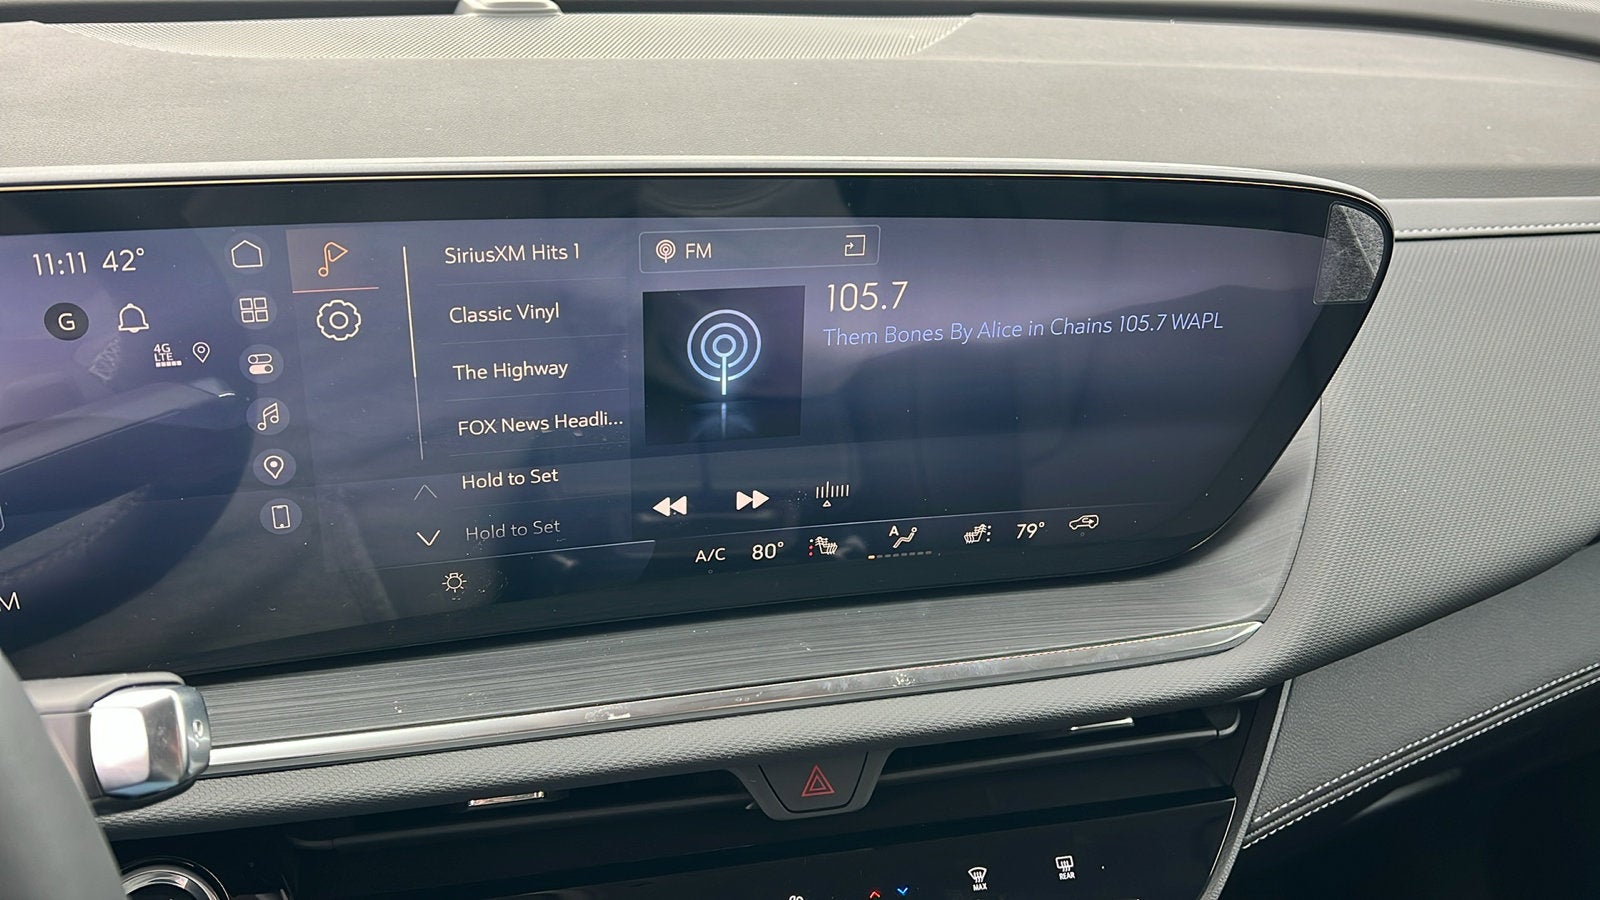 11:11 42°
G
4G
LTE
SiriusXM Hits 1
Classic Vinyl
The Highway
FOX News Headli...
Hold to Set
Hold to Set
FM
105.7
Them Bones By Alice in Chains 105.7 WAPL
A/C 80°
A
79°
M
MAX
REAR